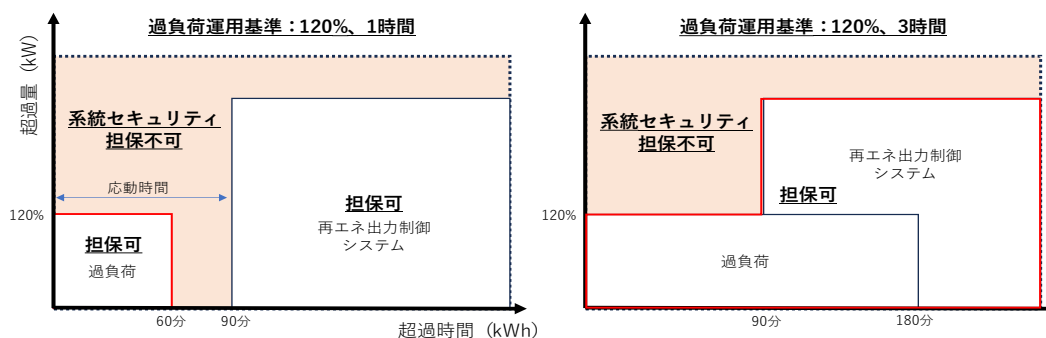 過負荷運用基準：120%、1時間
超過量（kW）
系統セキュリティ
担保不可
応動時間
120%
担保可
過負荷
担保可
再エネ出力制御
システム
60分
90分
超過時間（kWh）
過負荷運用基準：120%、3時間
系統セキュリティ
担保不可
再エネ出力制御
システム
担保可
120%
過負荷
90分
180分